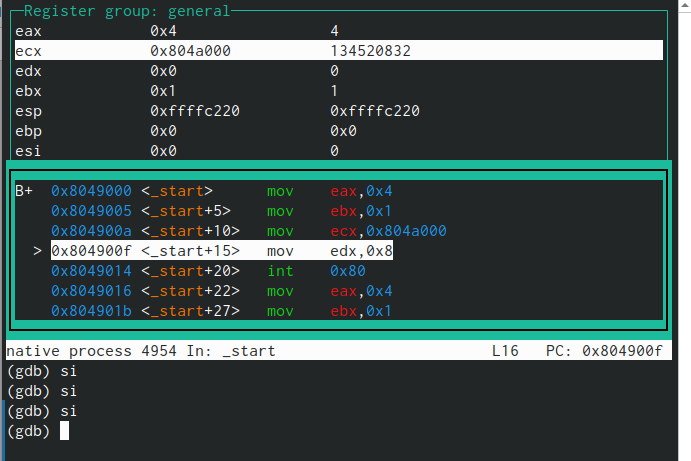 Register group: general
eax 0x4 4
ecx 0x804a000 134520832
edx 0x0 0
ebx 0x1 1
esp 0xffffc220 0xffffc220
ebp 0x0 0x0
esi 0x0 0
B+ 0x8049000 <_start> mov eax,0x4
0x8049005 <_start+5> mov ebx,0x1
0x804900a <_start+10> mov ecx,0x804a000
> 0x804900f <_start+15> mov edx,0x8
0x8049014 <_start+20> int 0x80
0x8049016 <_start+22> mov eax,0x4
0x804901b <_start+27> mov ebx,0x1
native process 4954 In: _start L16 PC: 0x804900f
(gdb) si
(gdb) si
(gdb) si
(gdb)